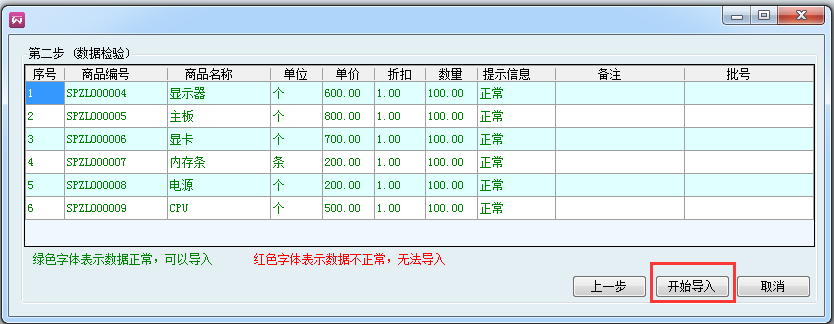 第二步 (数据检验)
序号 商品编号 商品名称 单位 单价 折扣 数量 提示信息 备注 批号
1 SPZL000004 显示器 个 600.00 1.00 100.00 正常
2 SPZL000005 主板 个 800.00 1.00 100.00 正常
3 SPZL000006 显卡 个 700.00 1.00 100.00 正常
4 SPZL000007 内存条 条 200.00 1.00 100.00 正常
5 SPZL000008 电源 个 200.00 1.00 100.00 正常
6 SPZL000009 CPU 个 500.00 1.00 100.00 正常
绿色字体表示数据正常，可以导入 红色字体表示数据不正常，无法导入
上一步 开始导入 取消